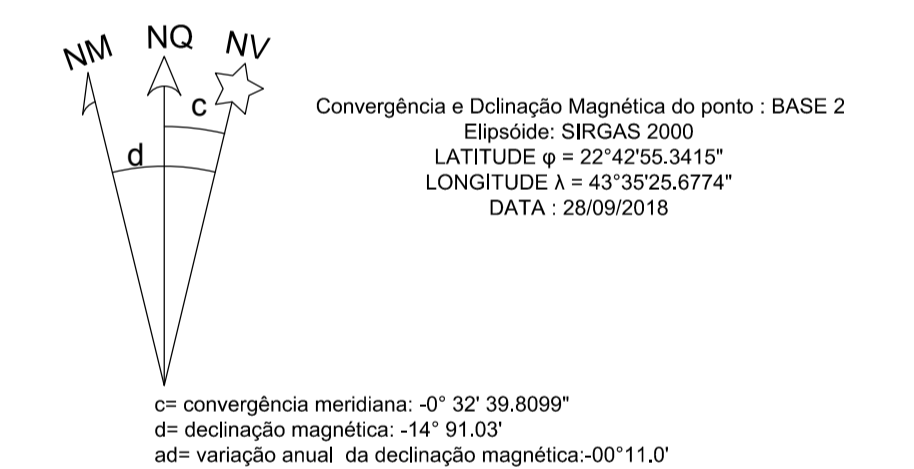 NM NQ NV
c
d
Convergência e Dclinação Magnética do ponto : BASE 2
Elipsóide: SIRGAS 2000
LATITUDE φ = 22°42'55.3415"
LONGITUDE λ = 43°35'25.6774"
DATA : 28/09/2018
c= convergência meridiana: -0° 32' 39.8099"
d= declinação magnética: -14° 91.03'
ad= variação anual  da declinação magnética:-00°11.0'